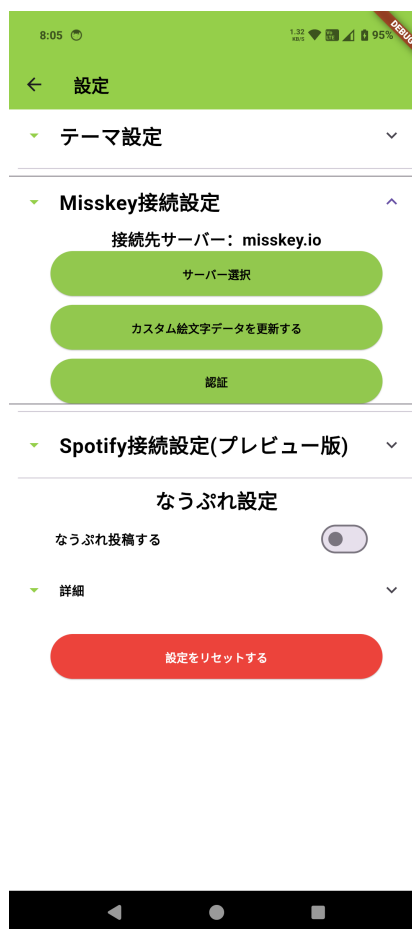 8:05
1.32
KB/S
95%
DEBUG
設定
テーマ設定
Misskey接続設定
接続先サーバー：misskey.io
サーバー選択
カスタム絵文字データを更新する
認証
Spotify接続設定(プレビュー版)
なうぷれ設定
なうぷれ投稿する
詳細
設定をリセットする